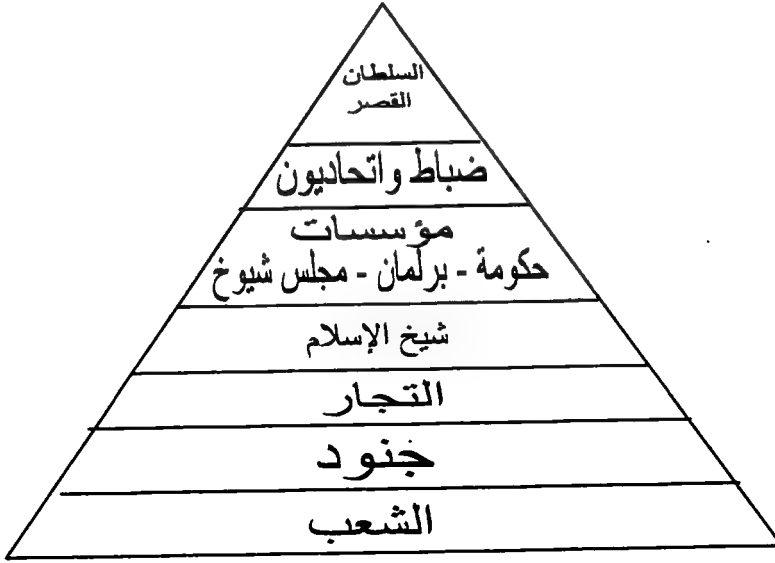 السلطان
القصر
ضباط واتحاديون
مؤسسات
حكومة - برلمان - مجلس شيوخ
شيخ الإسلام
التجار
جنود
الشعب